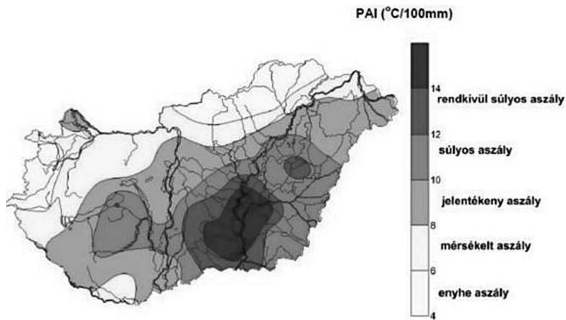 PAI (°C/100mm)
14
rendkívül súlyos aszály
12
súlyos aszály
10
jelentékeny aszály
8
mérsékelt aszály
6
enyhe aszály
4